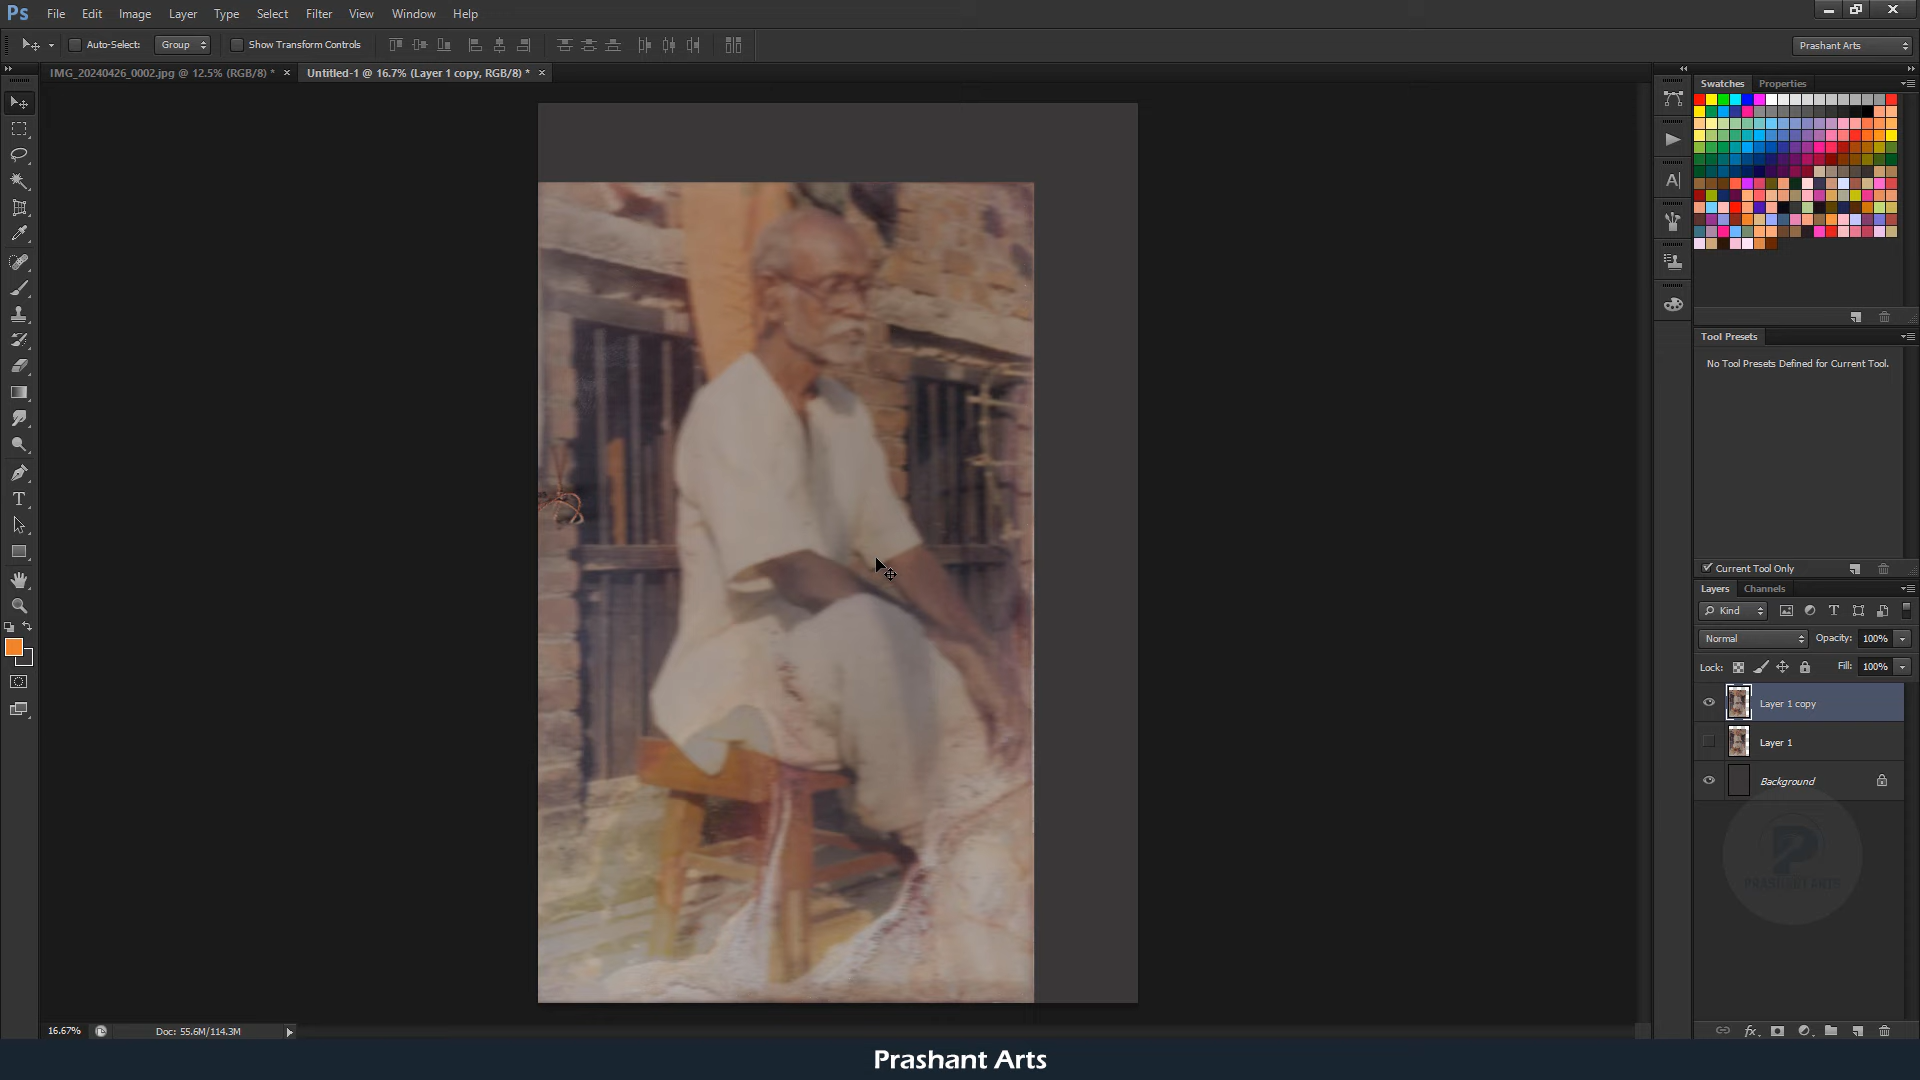 Ps File Edit Image Layer Type Select Filter View Window Help
Auto-Select: Group Show Transform Controls Prashant Arts
IMG_20240426_0002.jpg @ 12.5% (RGB/8) * × Untitled-1 @ 16.7% (Layer 1 copy, RGB/8) * ×
Swatches Properties
Tool Presets
No Tool Presets Defined for Current Tool.
Current Tool Only
Layers Channels
Kind
Normal Opacity: 100%
Lock: Fill: 100%
Layer 1 copy
Layer 1
Background
PRASHANT ARTS
16.67% Doc: 55.6M/114.3M
Prashant Arts